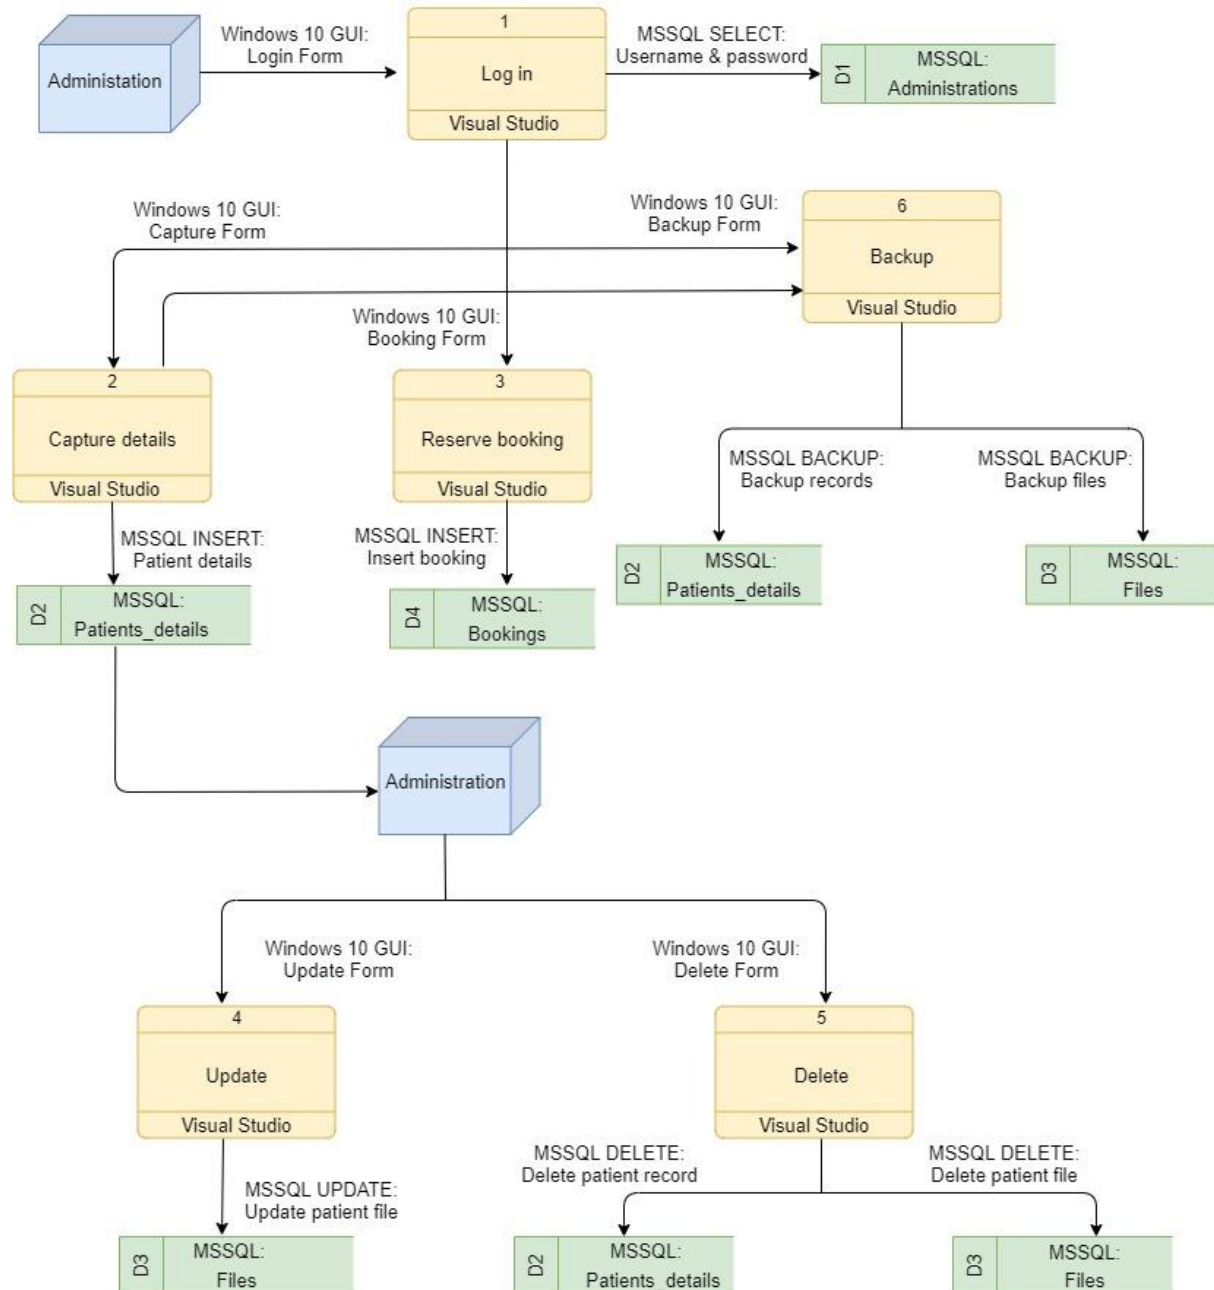 Administation
Windows 10 GUI:
Login Form
1
Log in
Visual Studio
MSSQL SELECT:
Username & password
D1
MSSQL:
Administrations
Windows 10 GUI:
Capture Form
Windows 10 GUI:
Backup Form
6
Backup
Visual Studio
Windows 10 GUI:
Booking Form
2
Capture details
Visual Studio
3
Reserve booking
Visual Studio
MSSQL BACKUP:
Backup records
MSSQL BACKUP:
Backup files
MSSQL INSERT:
Patient details
MSSQL INSERT:
Insert booking
D2
MSSQL:
Patients_details
D3
MSSQL:
Files
D2
MSSQL:
Patients_details
D4
MSSQL:
Bookings
Administration
Windows 10 GUI:
Update Form
Windows 10 GUI:
Delete Form
4
Update
Visual Studio
5
Delete
Visual Studio
MSSQL UPDATE:
Update patient file
MSSQL DELETE:
Delete patient record
MSSQL DELETE:
Delete patient file
D3
MSSQL:
Files
D2
MSSQL:
Patients_details
D3
MSSQL:
Files